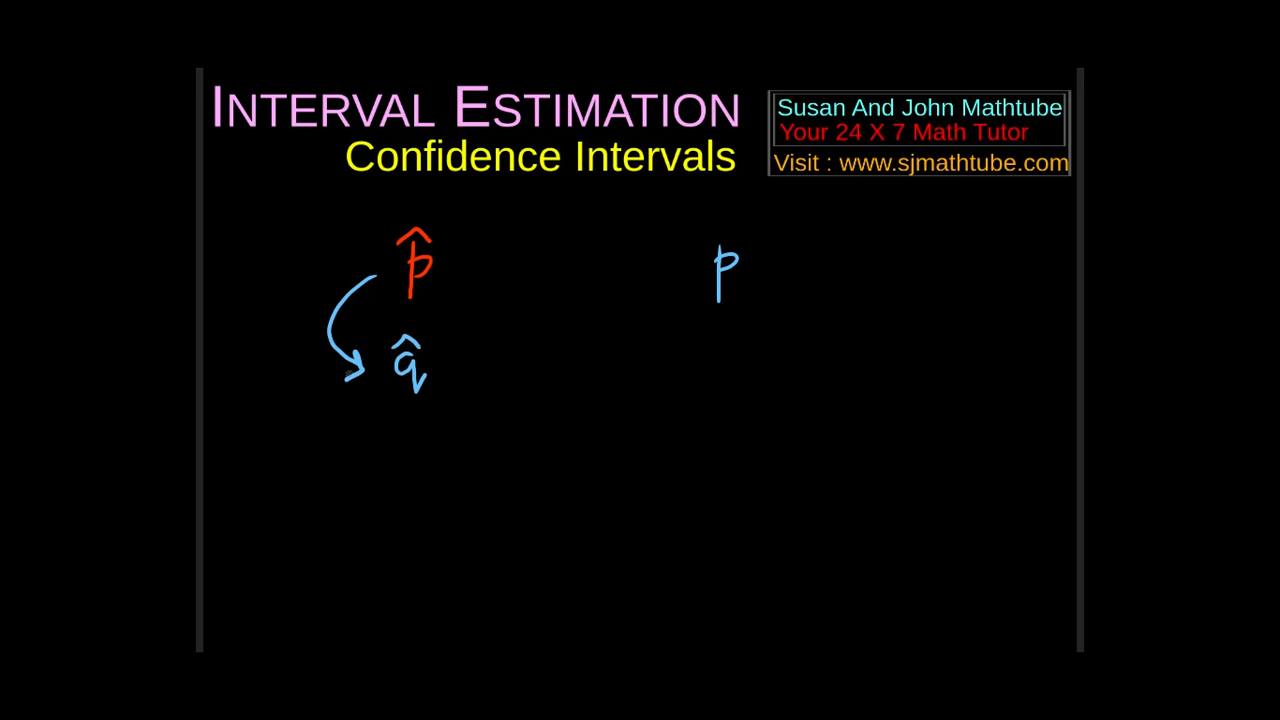 INTERVAL ESTIMATION
Confidence Intervals
Susan And John Mathtube
Your 24 X 7 Math Tutor
Visit : www.sjmathtube.com
p̂ p
q̂